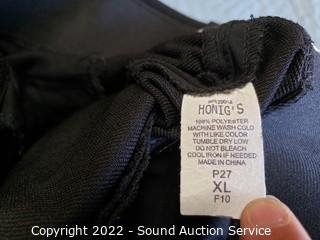 HONIG'S
100% POLYESTER
MACHINE WASH COLD
WITH LIKE COLOR
TUMBLE DRY LOW
DO NOT BLEACH
COOL IRON IF NEEDED
MADE IN CHINA
P27
XL
F10
Copyright 2022 - Sound Auction Service